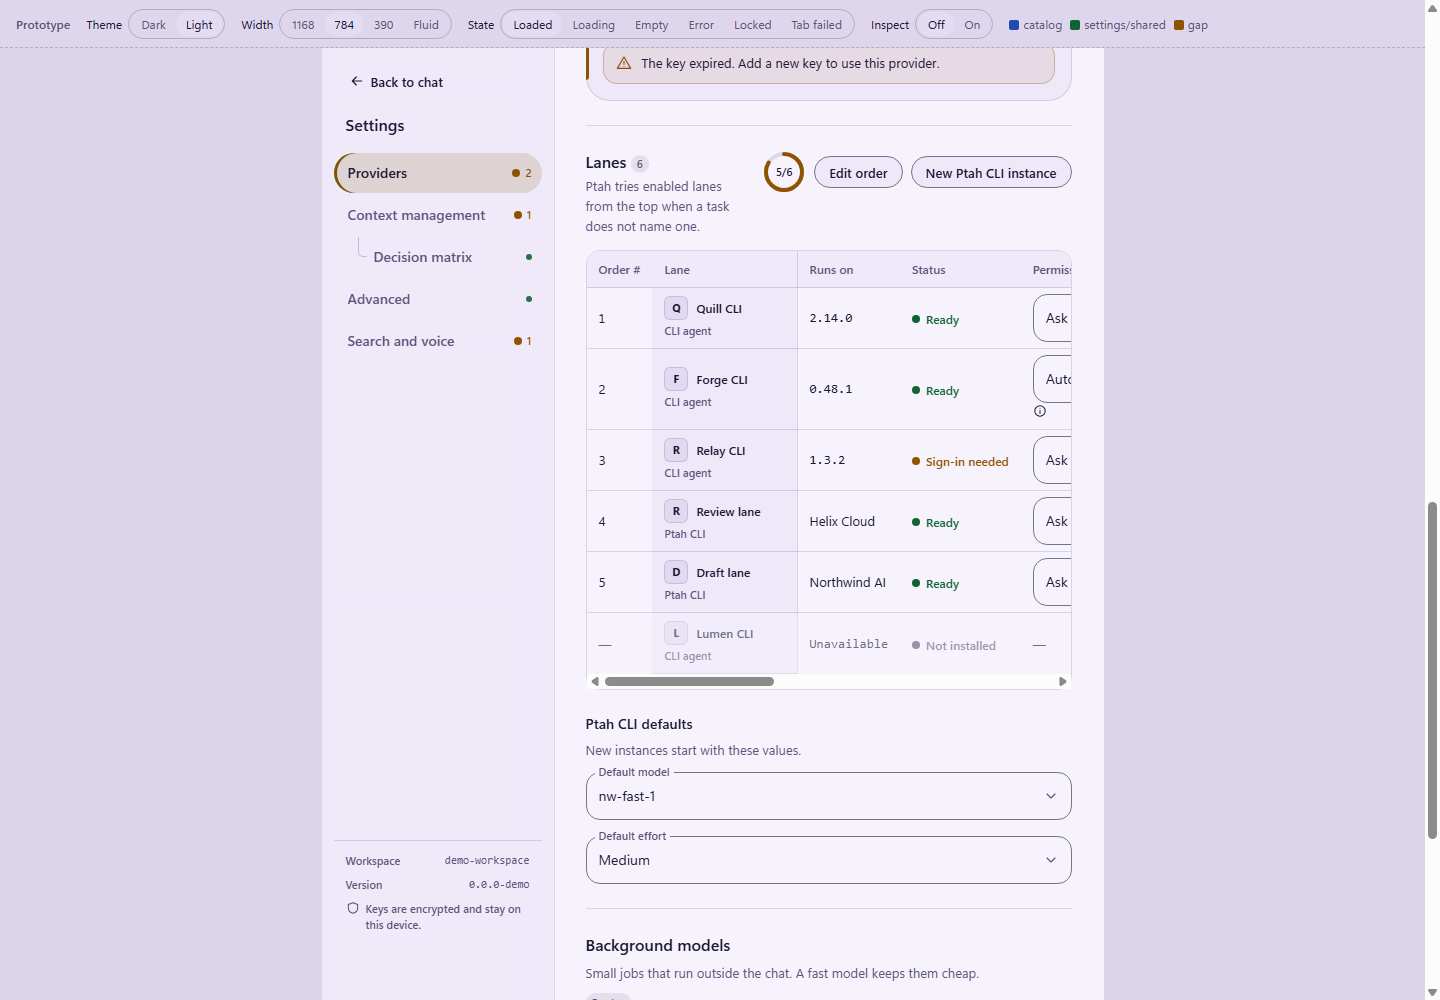 Prototype Theme Dark Light Width 1168 784 390 Fluid State Loaded Loading Empty Error Locked Tab failed Inspect Off On catalog settings/shared gap
Back to chat
Settings
Providers 2
Context management 1
Decision matrix
Advanced
Search and voice 1
Workspace demo-workspace
Version 0.0.0-demo
Keys are encrypted and stay on
this device.
The key expired. Add a new key to use this provider.
Lanes 6
Ptah tries enabled lanes
from the top when a task
does not name one.
5/6 Edit order New Ptah CLI instance
Order # Lane Runs on Status Permiss
1 Q Quill CLI CLI agent 2.14.0 Ready Ask
2 F Forge CLI CLI agent 0.48.1 Ready Auto
3 R Relay CLI CLI agent 1.3.2 Sign-in needed Ask
4 R Review lane Ptah CLI Helix Cloud Ready Ask
5 D Draft lane Ptah CLI Northwind AI Ready Ask
— L Lumen CLI CLI agent Unavailable Not installed —
Ptah CLI defaults
New instances start with these values.
Default model
nw-fast-1
Default effort
Medium
Background models
Small jobs that run outside the chat. A fast model keeps them cheap.